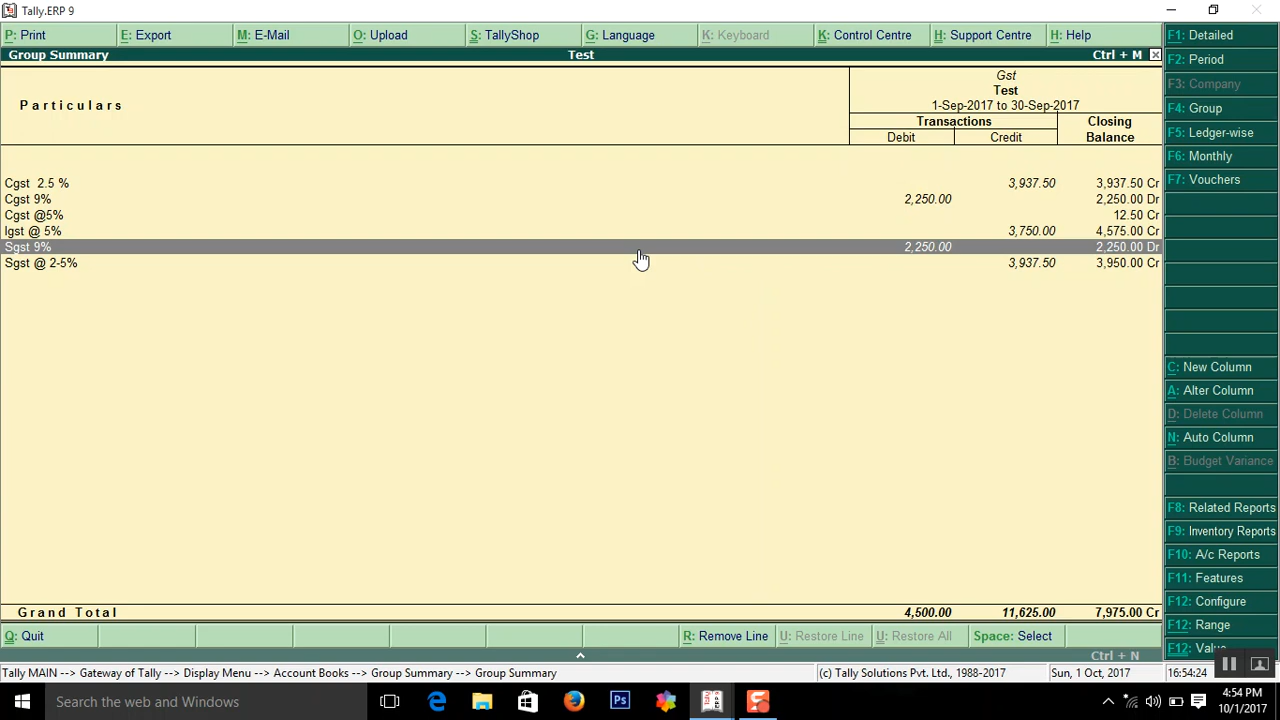 Tally.ERP 9
P: Print E: Export M: E-Mail O: Upload S: TallyShop G: Language K: Keyboard K: Control Centre H: Support Centre H: Help
Group Summary Test Ctrl + M
Particulars
Gst
Test
1-Sep-2017 to 30-Sep-2017
Transactions Closing
Debit Credit Balance
Cgst 2.5 % 3,937.50 3,937.50 Cr
Cgst 9% 2,250.00 2,250.00 Dr
Cgst @5% 12.50 Cr
Igst @ 5% 3,750.00 4,575.00 Cr
Sgst 9% 2,250.00 2,250.00 Dr
Sgst @ 2-5% 3,937.50 3,950.00 Cr
Grand Total 4,500.00 11,625.00 7,975.00 Cr
Q: Quit R: Remove Line U: Restore Line U: Restore All Space: Select
Ctrl + N
F1: Detailed
F2: Period
F3: Company
F4: Group
F5: Ledger-wise
F6: Monthly
F7: Vouchers
C: New Column
A: Alter Column
D: Delete Column
N: Auto Column
B: Budget Variance
F8: Related Reports
F9: Inventory Reports
F10: A/c Reports
F11: Features
F12: Configure
F12: Range
F12:
Tally MAIN --> Gateway of Tally --> Display Menu --> Account Books --> Group Summary --> Group Summary (c) Tally Solutions Pvt. Ltd., 1988-2017 Sun, 1 Oct, 2017 16:54:24
Search the web and Windows
Ps
4:54 PM
10/1/2017